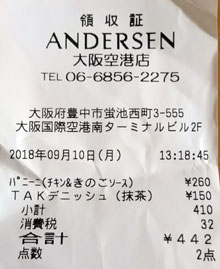 領収証
ANDERSEN
大阪空港店
TEL 06-6856-2275
大阪府豊中市蛍池西町3-555
大阪国際空港南ターミナルビル2F
2018年09月10日(月) 13:18:45
パニーニ(チキン&きのこソース) ¥260
TAKデニッシュ(抹茶) ¥150
小計 410
消費税 32
合計 ¥442
点数 2点